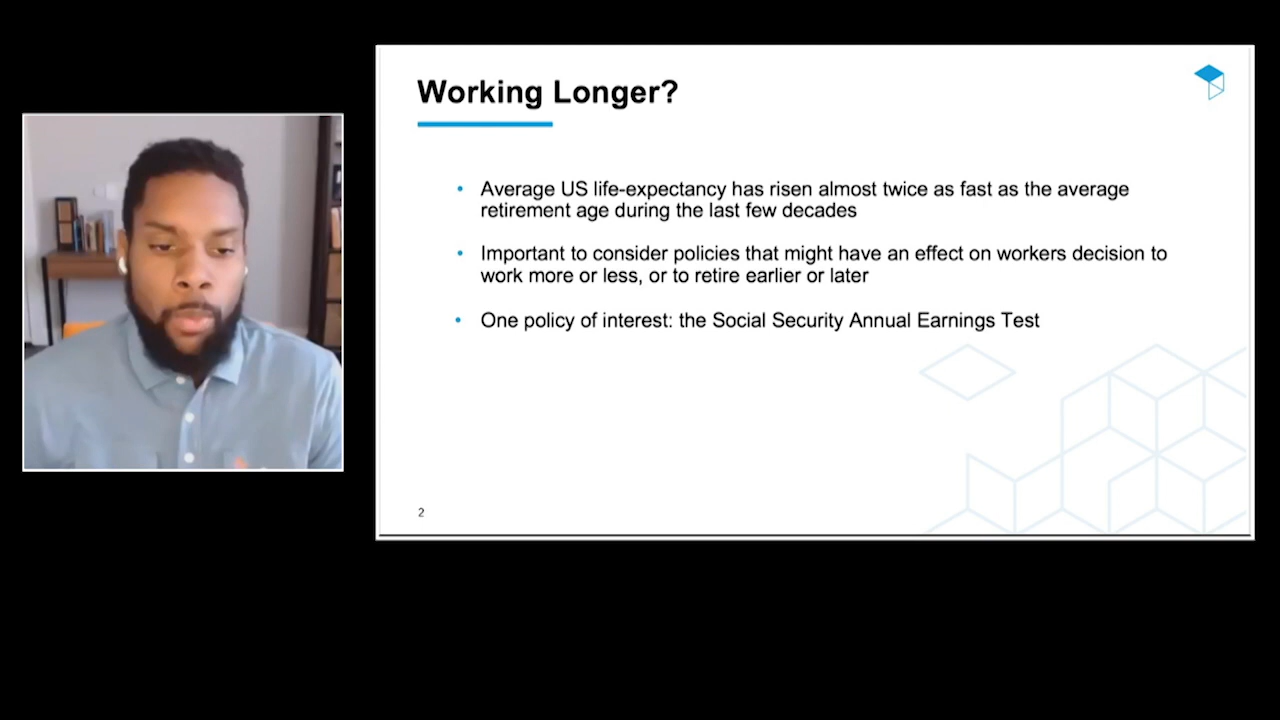 Working Longer?
• Average US life-expectancy has risen almost twice as fast as the average
retirement age during the last few decades
• Important to consider policies that might have an effect on workers decision to
work more or less, or to retire earlier or later
• One policy of interest: the Social Security Annual Earnings Test
2